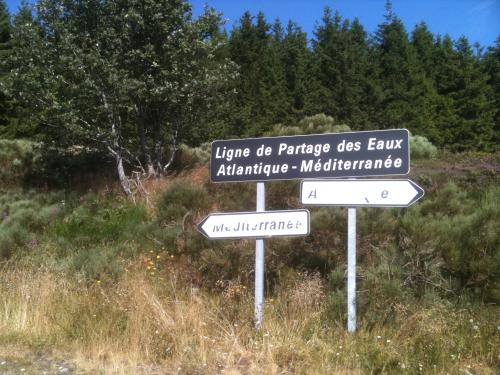 Ligne de Partage des Eaux
Atlantique - Méditerranée
Méditerranée